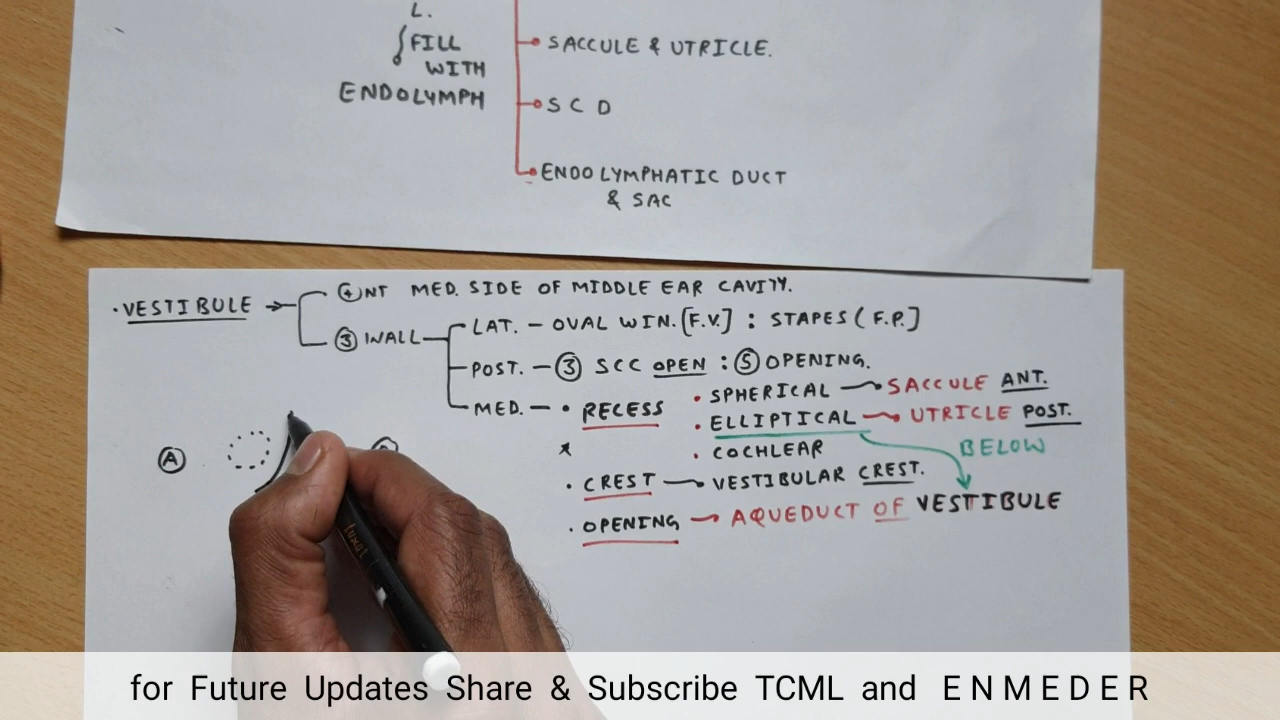 L.
FILL
WITH
ENDOLYMPH
SACCULE & UTRICLE.
S C D
ENDOLYMPHATIC DUCT
& SAC
.VESTIBULE
NT MED. SIDE OF MIDDLE EAR CAVITY.
3 WALL
LAT. - OVAL WIN. [F.V.] : STAPES (F.P.)
POST. - 3 SCC OPEN : 5 OPENING.
MED. - • RECESS
• SPHERICAL SACCULE ANT.
• ELLIPTICAL UTRICLE POST.
• COCHLEAR
BELOW
• CREST VESTIBULAR CREST.
• OPENING AQUEDUCT OF VESTIBULE
A
for Future Updates Share & Subscribe TCML and ENMEDER